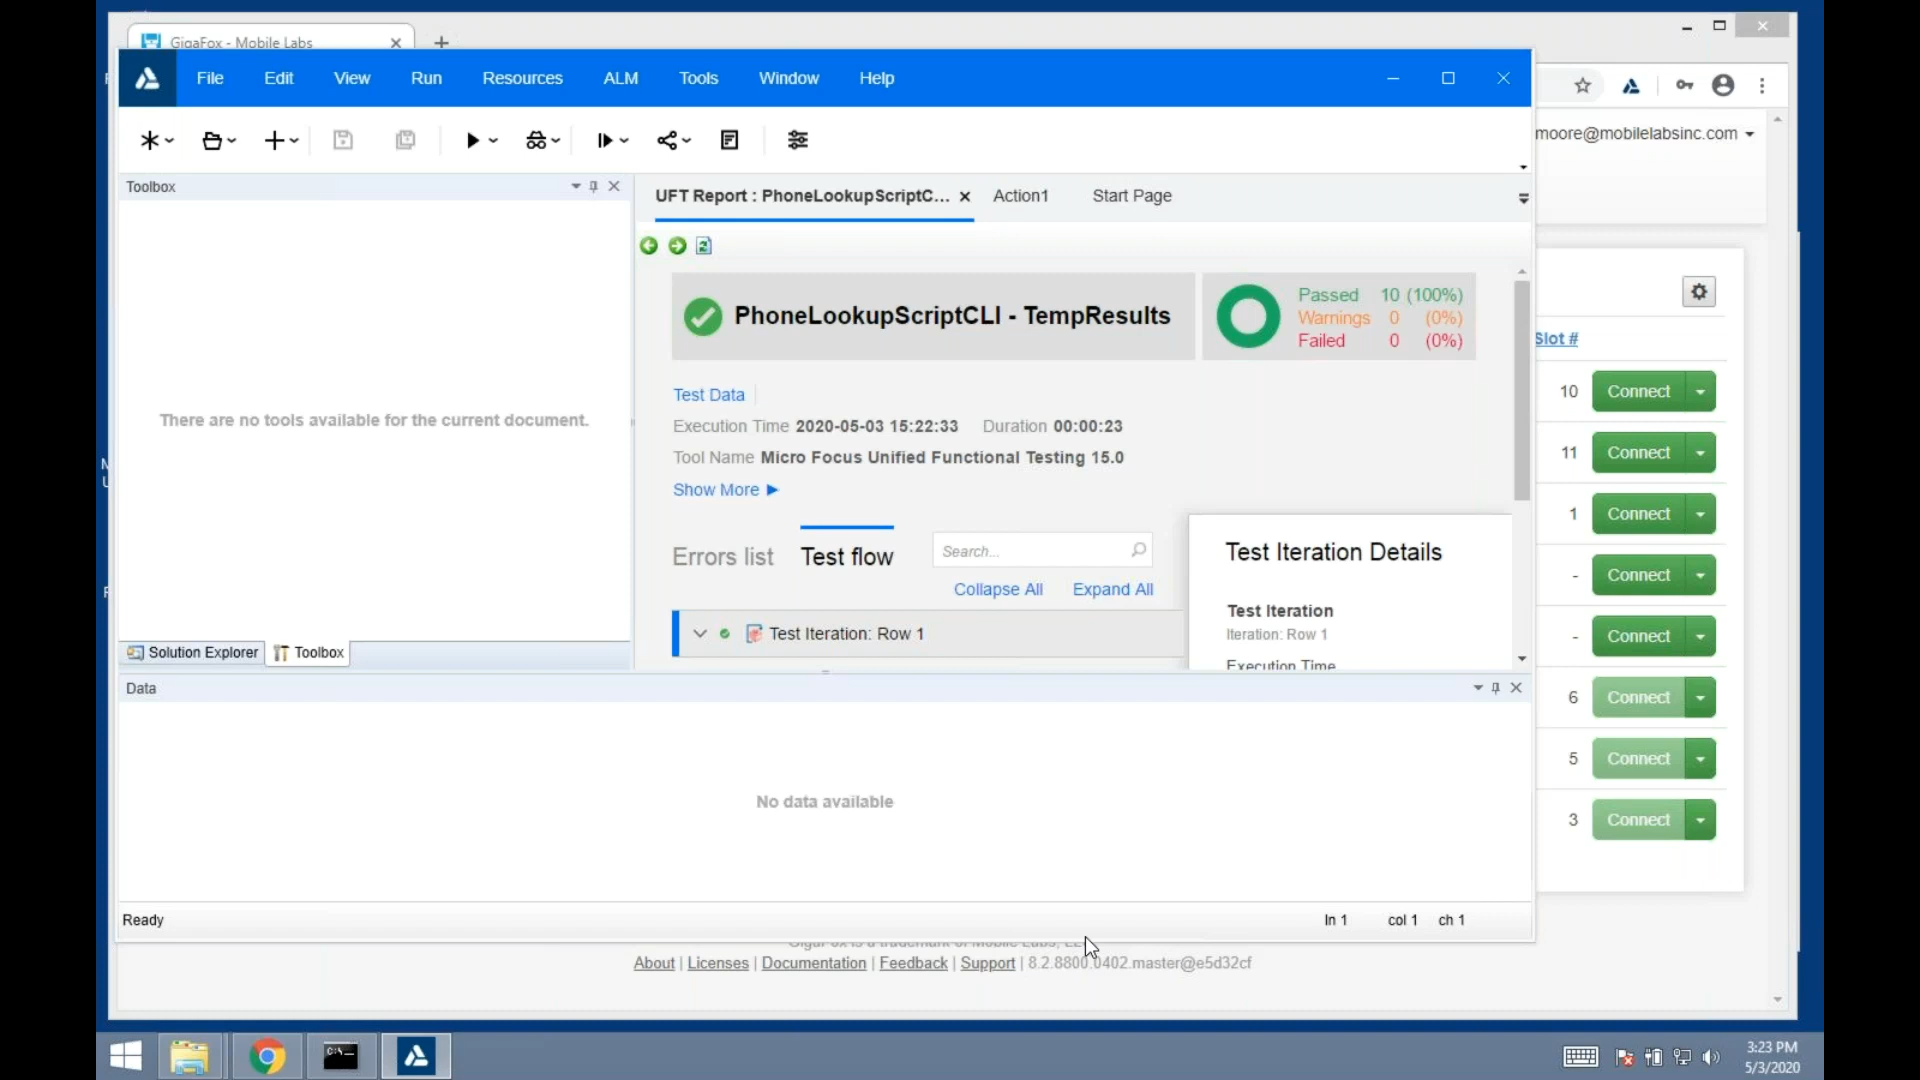 GigaFox - Mobile Labs
File Edit View Run Resources ALM Tools Window Help
moore@mobilelabsinc.com
Toolbox
UFT Report : PhoneLookupScriptC... Action1 Start Page
PhoneLookupScriptCLI - TempResults
Passed 10 (100%)
Warnings 0 (0%)
Failed 0 (0%)
Slot #
Test Data
10 Connect
There are no tools available for the current document.
Execution Time 2020-05-03 15:22:33 Duration 00:00:23
Tool Name Micro Focus Unified Functional Testing 15.0
11 Connect
Show More
1 Connect
Errors list Test flow Search...
Collapse All Expand All
Test Iteration Details
- Connect
Test Iteration: Row 1
Test Iteration
Iteration: Row 1
Execution Time
- Connect
Solution Explorer Toolbox
Data
6 Connect
5 Connect
No data available
3 Connect
Ready
ln 1 col 1 ch 1
About | Licenses | Documentation | Feedback | Support | 8.2.8800.0402.master@e5d32cf
C:\
3:23 PM
5/3/2020